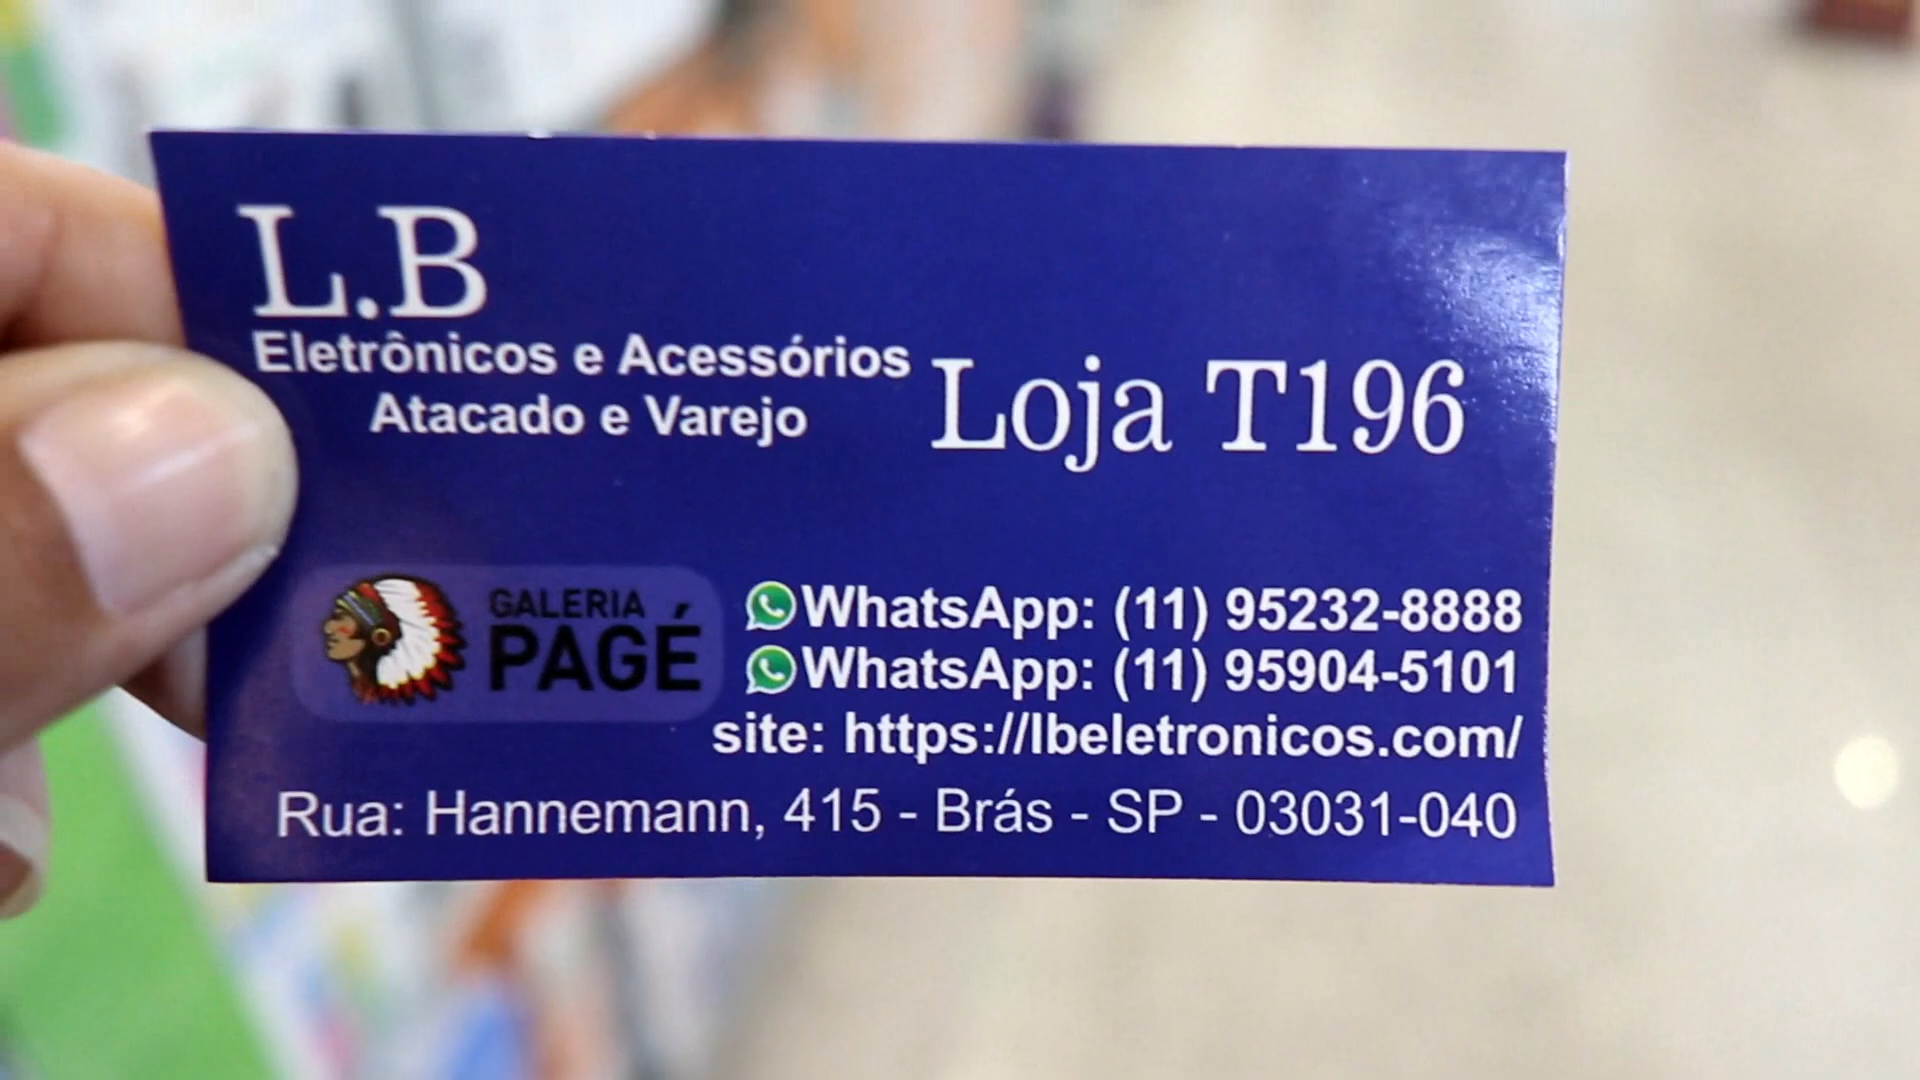 L.B
Eletrônicos e Acessórios
Atacado e Varejo
Loja T196
GALERIA
PAGÉ
WhatsApp: (11) 95232-8888
WhatsApp: (11) 95904-5101
site: https://lbeletronicos.com/
Rua: Hannemann, 415 - Brás - SP - 03031-040